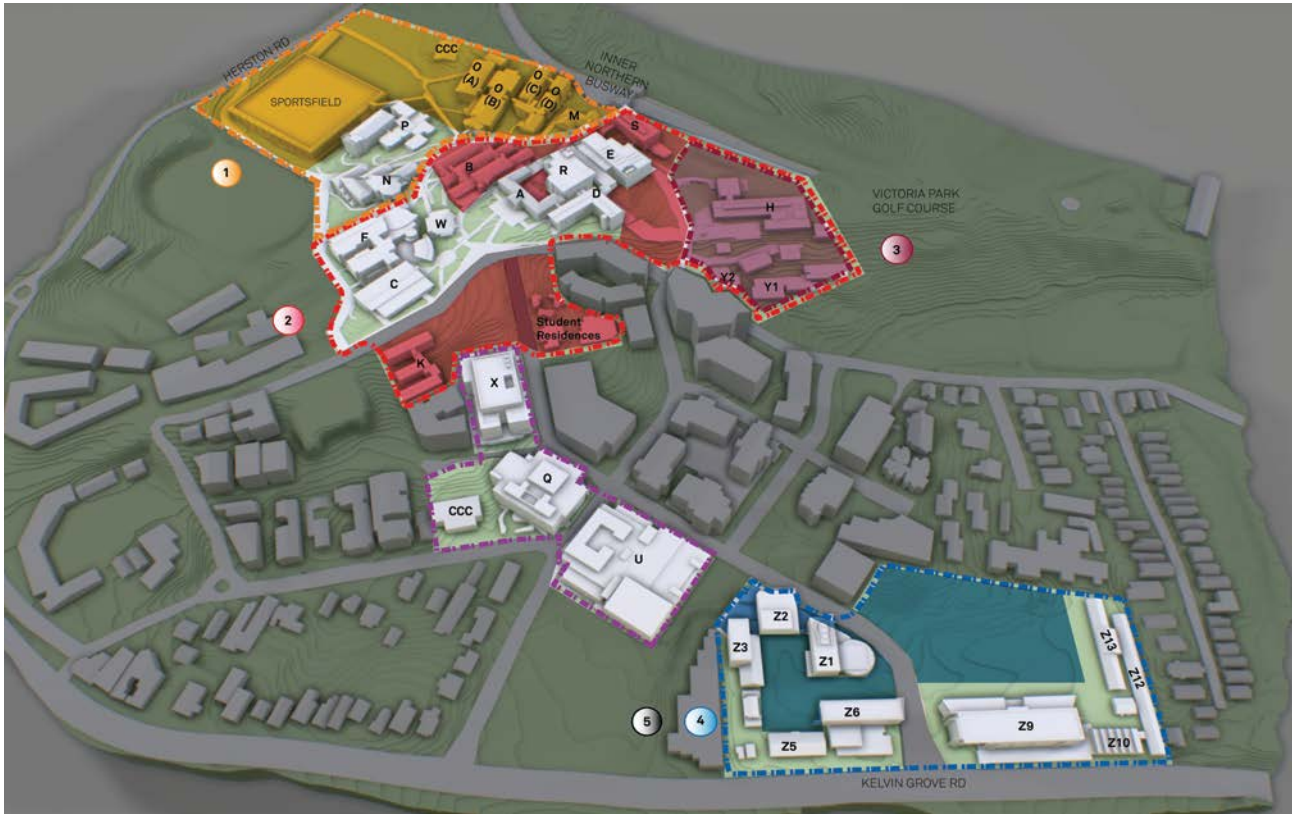 HERSTON RD
CCC
INNER
NORTHERN
BUSWAY
O
(A)
O
(B)
O
(C)
O
(D)
SPORTSFIELD
M
P
S
B
E
R
1
A
D
N
VICTORIA PARK
GOLF COURSE
H
W
F
3
C
Y2
Y1
2
Student
Residences
K
X
Q
CCC
U
Z2
Z3
Z1
Z13
Z12
5
4
Z6
Z9
Z5
Z10
KELVIN GROVE RD